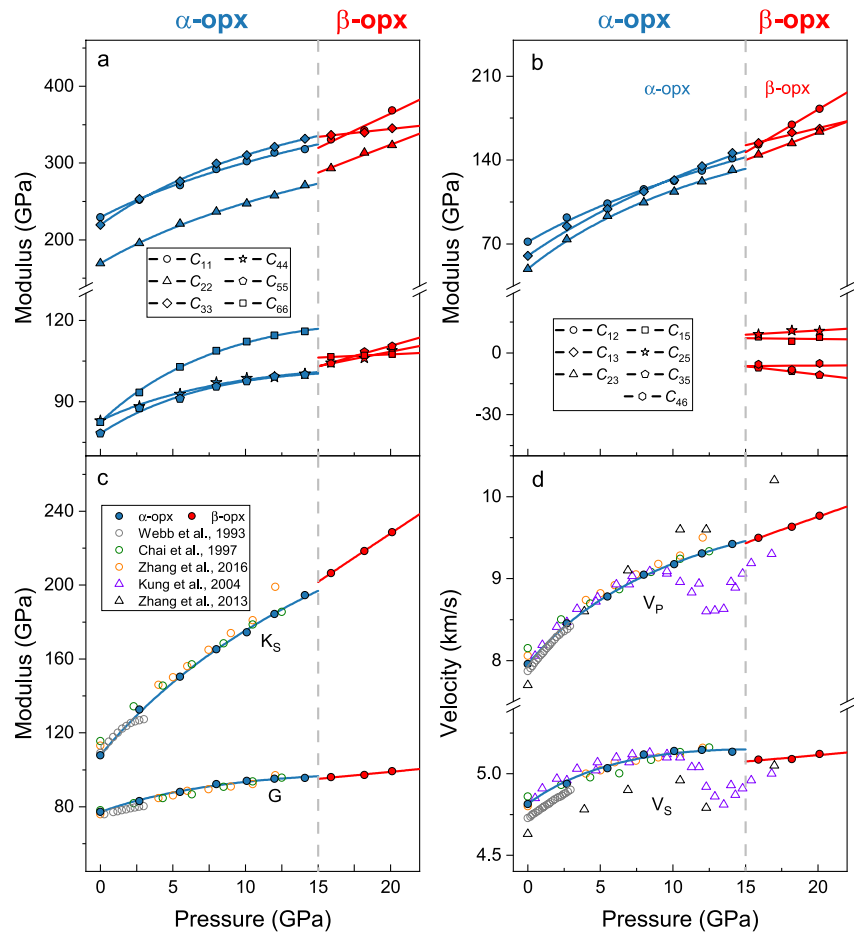 α-opx β-opx α-opx β-opx
a
400
300
200
120
90
Modulus (GPa)
C11 C44
C22 C55
C33 C66
b
α-opx β-opx
210
140
70
0
-30
Modulus (GPa)
C12 C15
C13 C25
C23 C35
C46
c
240
200
160
120
80
Modulus (GPa)
α-opx β-opx
Webb et al., 1993
Chai et al., 1997
Zhang et al., 2016
Kung et al., 2004
Zhang et al., 2013
KS
G
0 5 10 15 20
Pressure (GPa)
d
10
9
8
5.0
4.5
Velocity (km/s)
VP
VS
0 5 10 15 20
Pressure (GPa)